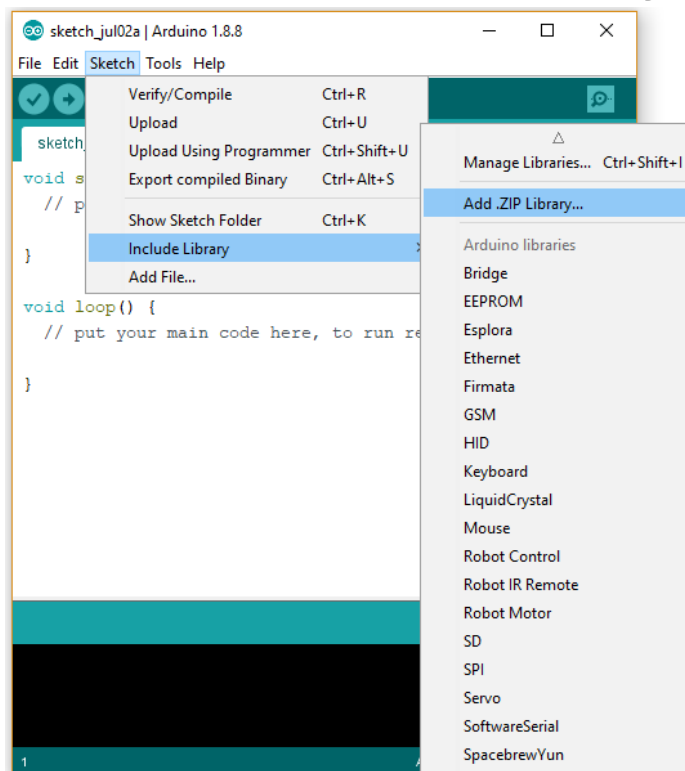 sketch_jul02a | Arduino 1.8.8
File Edit Sketch Tools Help
Verify/Compile Ctrl+R
Upload Ctrl+U
Upload Using Programmer Ctrl+Shift+U
Export compiled Binary Ctrl+Alt+S
Show Sketch Folder Ctrl+K
Include Library
Add File...
sketch_
void s
// p
}
void loop() {
// put your main code here, to run re
}
1
Manage Libraries... Ctrl+Shift+I
Add .ZIP Library...
Arduino libraries
Bridge
EEPROM
Esplora
Ethernet
Firmata
GSM
HID
Keyboard
LiquidCrystal
Mouse
Robot Control
Robot IR Remote
Robot Motor
SD
SPI
Servo
SoftwareSerial
SpacebrewYun